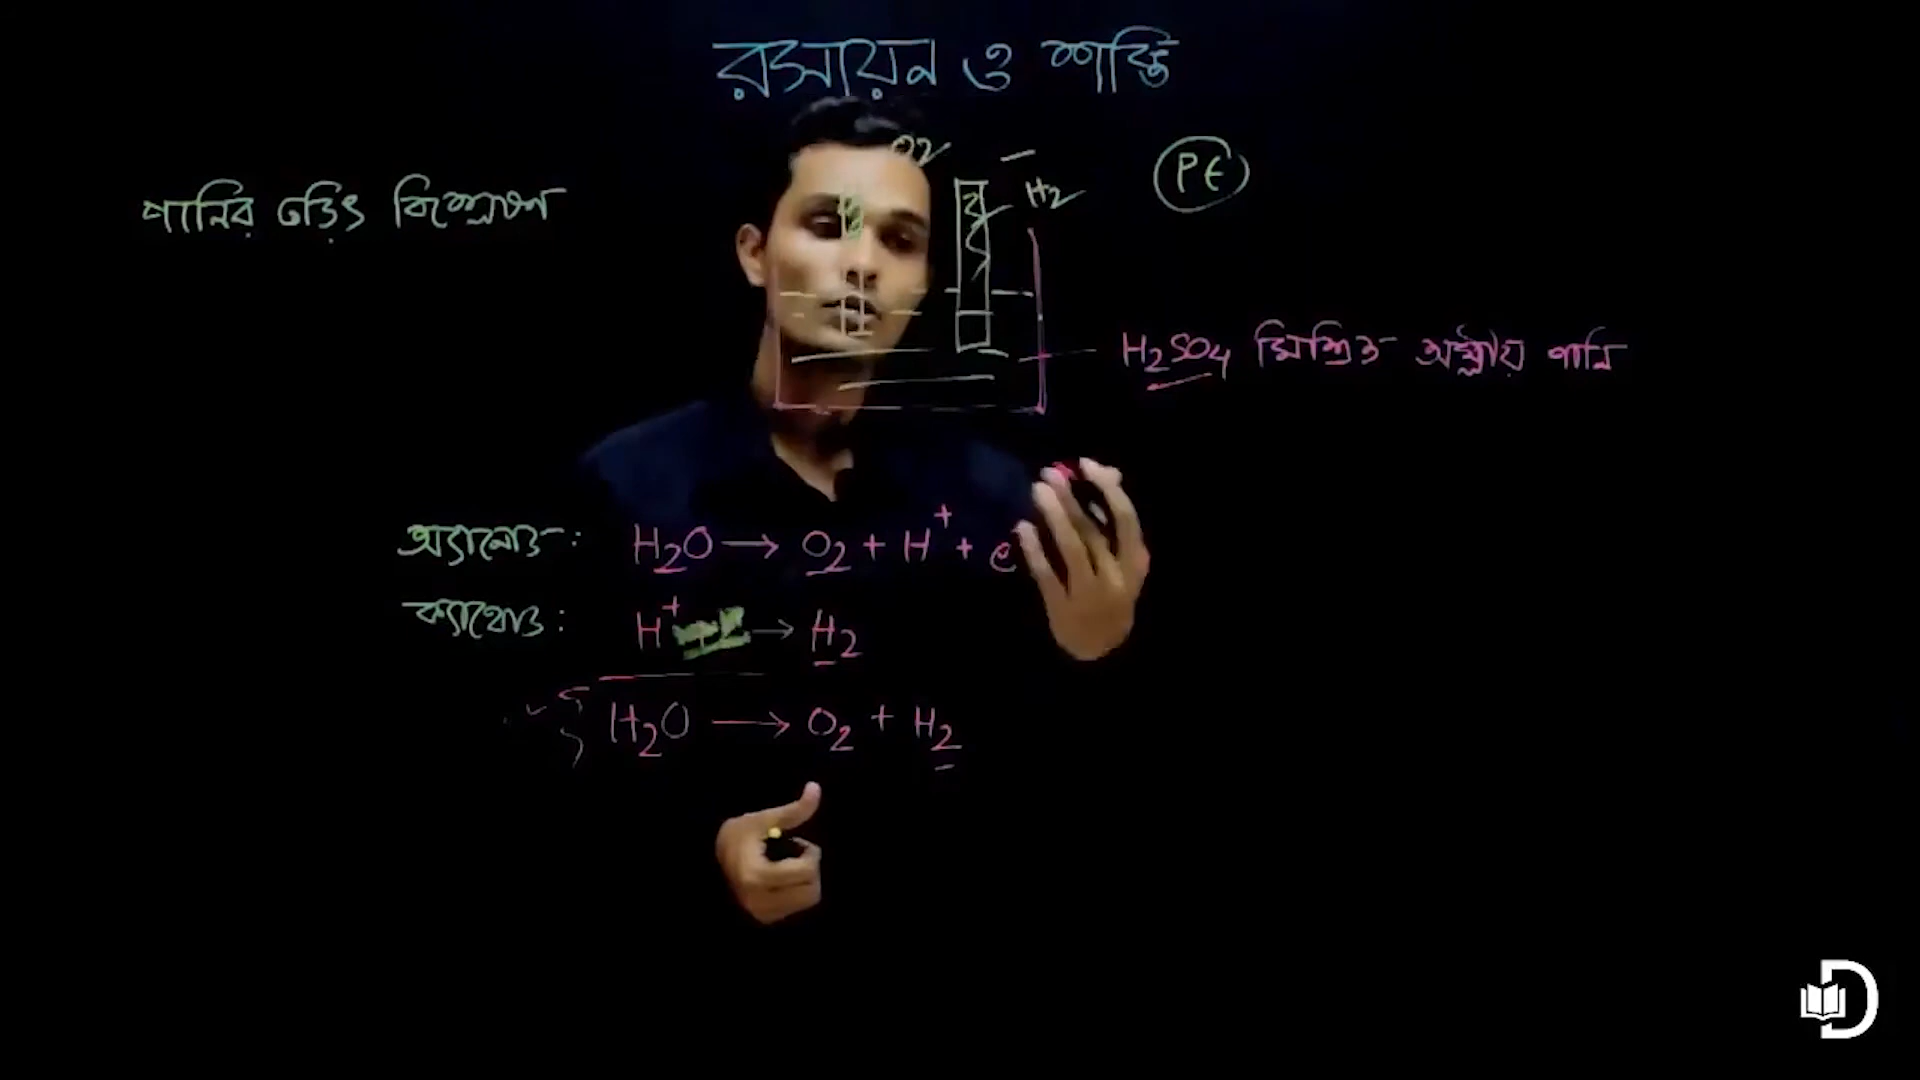 রসায়ন ও শক্তি
O2
H2
PE
পানির তড়িৎ বিশ্লেষণ
H2SO4 মিশ্রিত অম্লীয় পানি
অ্যানোড: H2O → O2 + H+ + e
ক্যাথোড: H+ → H2
H2O → O2 + H2